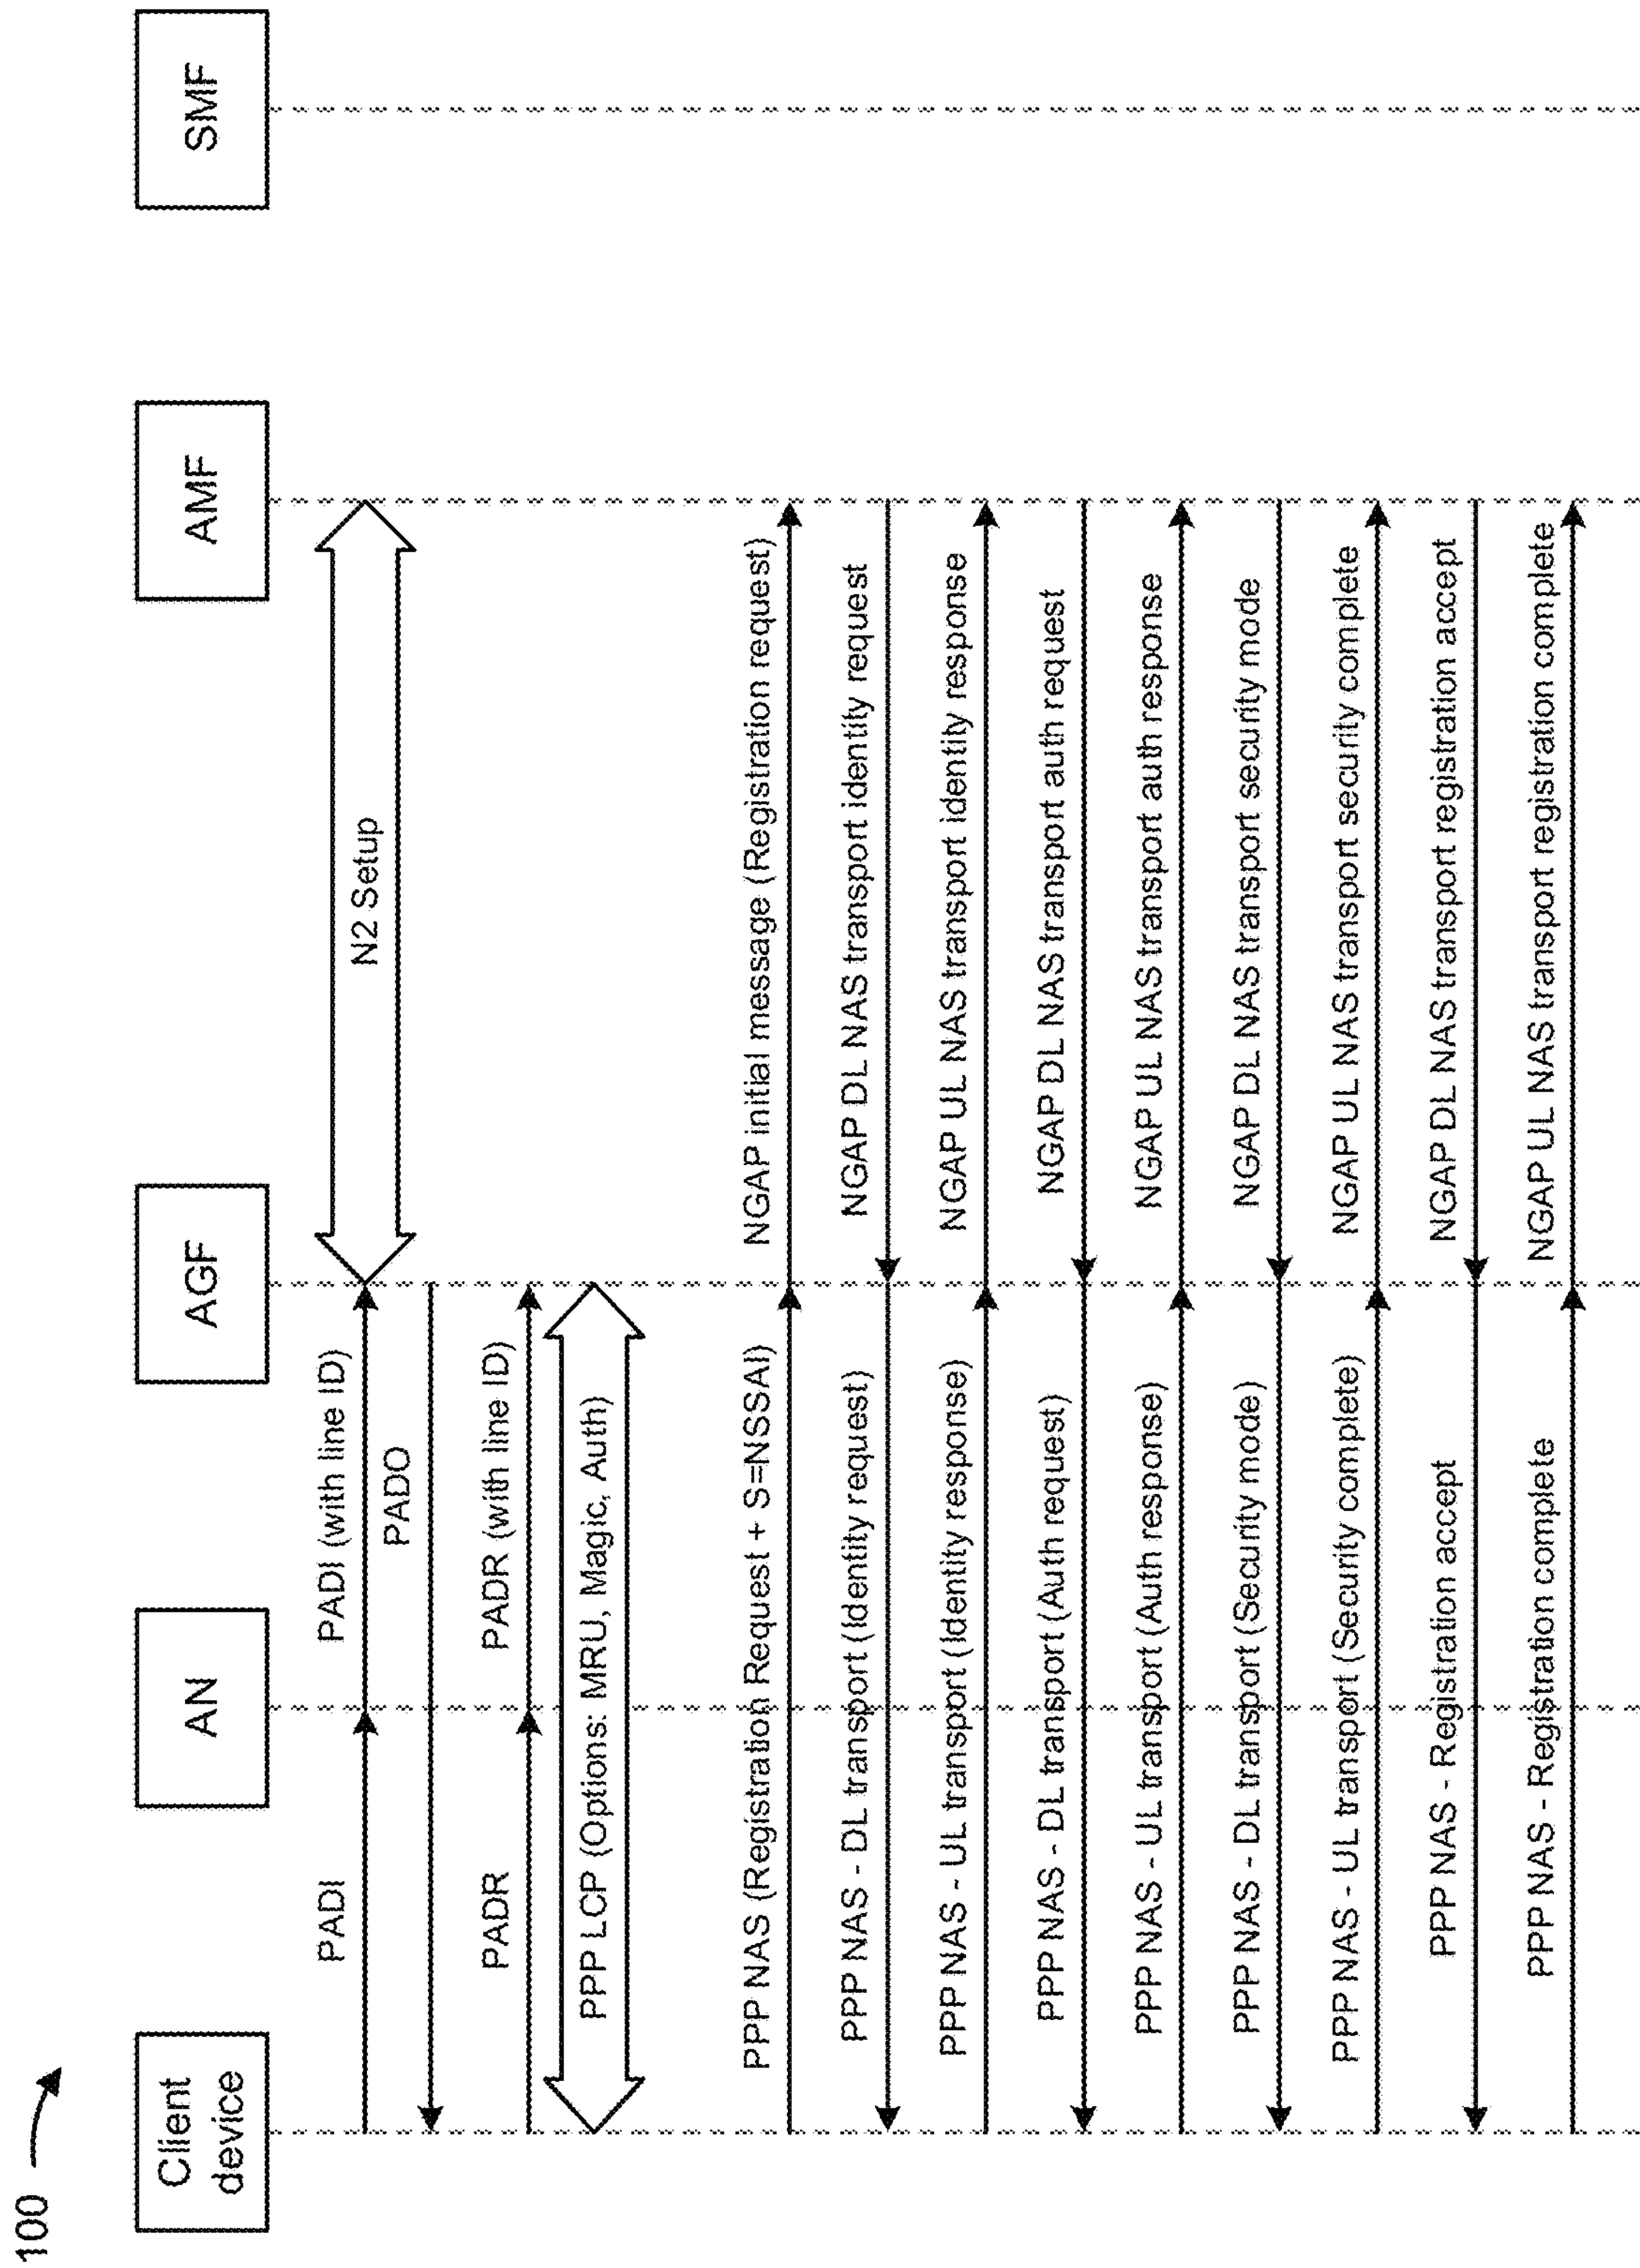 100
Client
device
AN
AGF
AMF
SMF
PADI
PADI (with line ID)
N2 Setup
PADO
PADR
PADR (with line ID)
PPP LCP (Options: MRU, Magic, Auth)
PPP NAS (Registration Request + S=NSSAI)
NGAP initial message (Registration request)
PPP NAS - DL transport (Identity request)
NGAP DL NAS transport identity request
PPP NAS - UL transport (Identity response)
NGAP UL NAS transport identity response
PPP NAS - DL transport (Auth request)
NGAP DL NAS transport auth request
PPP NAS - UL transport (Auth response)
NGAP UL NAS transport auth response
PPP NAS - DL transport (Security mode)
NGAP DL NAS transport security mode
PPP NAS - UL transport (Security complete)
NGAP UL NAS transport security complete
PPP NAS - Registration accept
NGAP DL NAS transport registration accept
PPP NAS - Registration complete
NGAP UL NAS transport registration complete